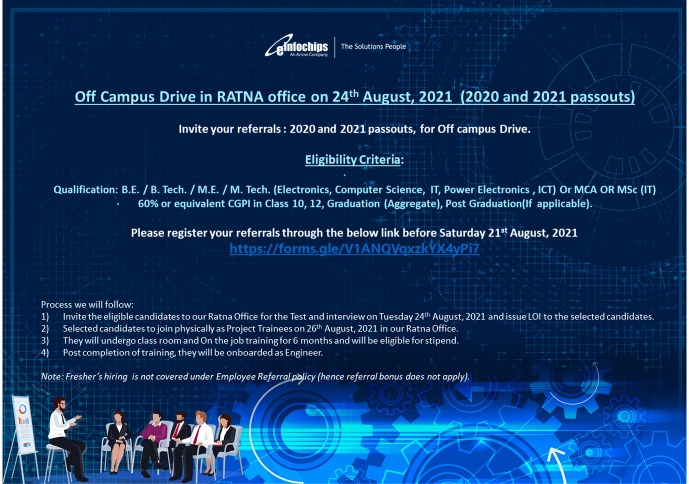 eInfochips
An Arrow Company
The Solutions People
Off Campus Drive in RATNA office on 24th August, 2021 (2020 and 2021 passouts)
Invite your referrals : 2020 and 2021 passouts, for Off campus Drive.
Eligibility Criteria:
Qualification: B.E. / B. Tech. / M.E. / M. Tech. (Electronics, Computer Science, IT, Power Electronics , ICT) Or MCA OR MSc (IT)
· 60% or equivalent CGPI in Class 10, 12, Graduation (Aggregate), Post Graduation(If applicable).
Please register your referrals through the below link before Saturday 21st August, 2021
https://forms.gle/V1ANQVqxzkYX4yPi7
Process we will follow:
1) Invite the eligible candidates to our Ratna Office for the Test and interview on Tuesday 24th August, 2021 and issue LOI to the selected candidates.
2) Selected candidates to join physically as Project Trainees on 26th August, 2021 in our Ratna Office.
3) They will undergo class room and On the job training for 6 months and will be eligible for stipend.
4) Post completion of training, they will be onboarded as Engineer.
Note: Fresher's hiring is not covered under Employee Referral policy (hence referral bonus does not apply).